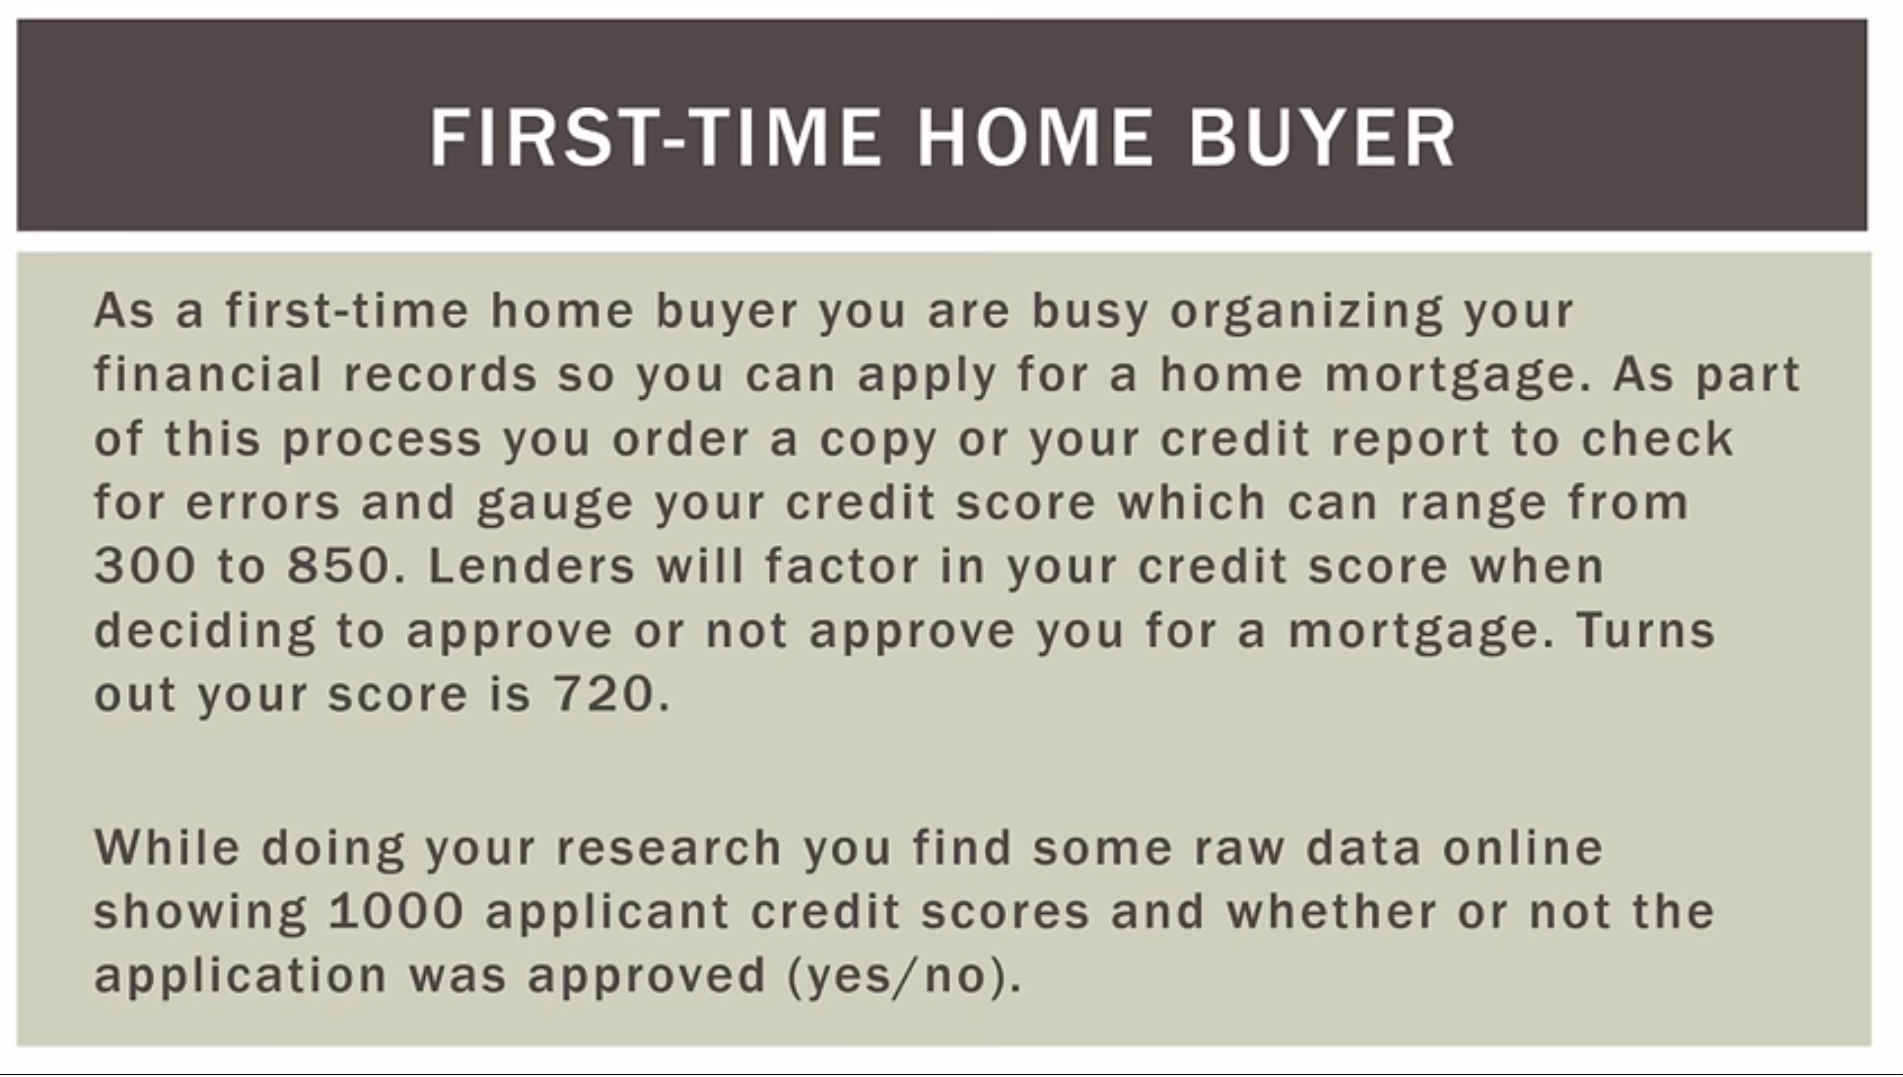 FIRST-TIME HOME BUYER
As a first-time home buyer you are busy organizing your
financial records so you can apply for a home mortgage. As part
of this process you order a copy or your credit report to check
for errors and gauge your credit score which can range from
300 to 850. Lenders will factor in your credit score when
deciding to approve or not approve you for a mortgage. Turns
out your score is 720.
While doing your research you find some raw data online
showing 1000 applicant credit scores and whether or not the
application was approved (yes/no).